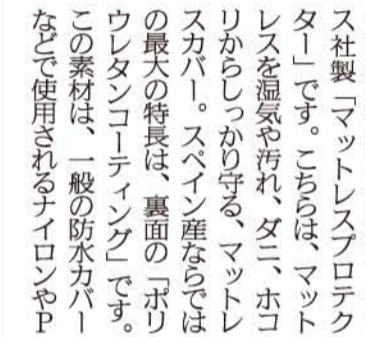 ス社製「マットレスプロテク
ター」です。こちらは、マット
レスを湿気や汚れ、ダニ、ホコ
リからしっかり守る、マットレ
スカバー。スペイン産ならでは
の最大の特長は、裏面の「ポリ
ウレタンコーティング」です。
この素材は、一般の防水カバー
などで使用されるナイロンやP